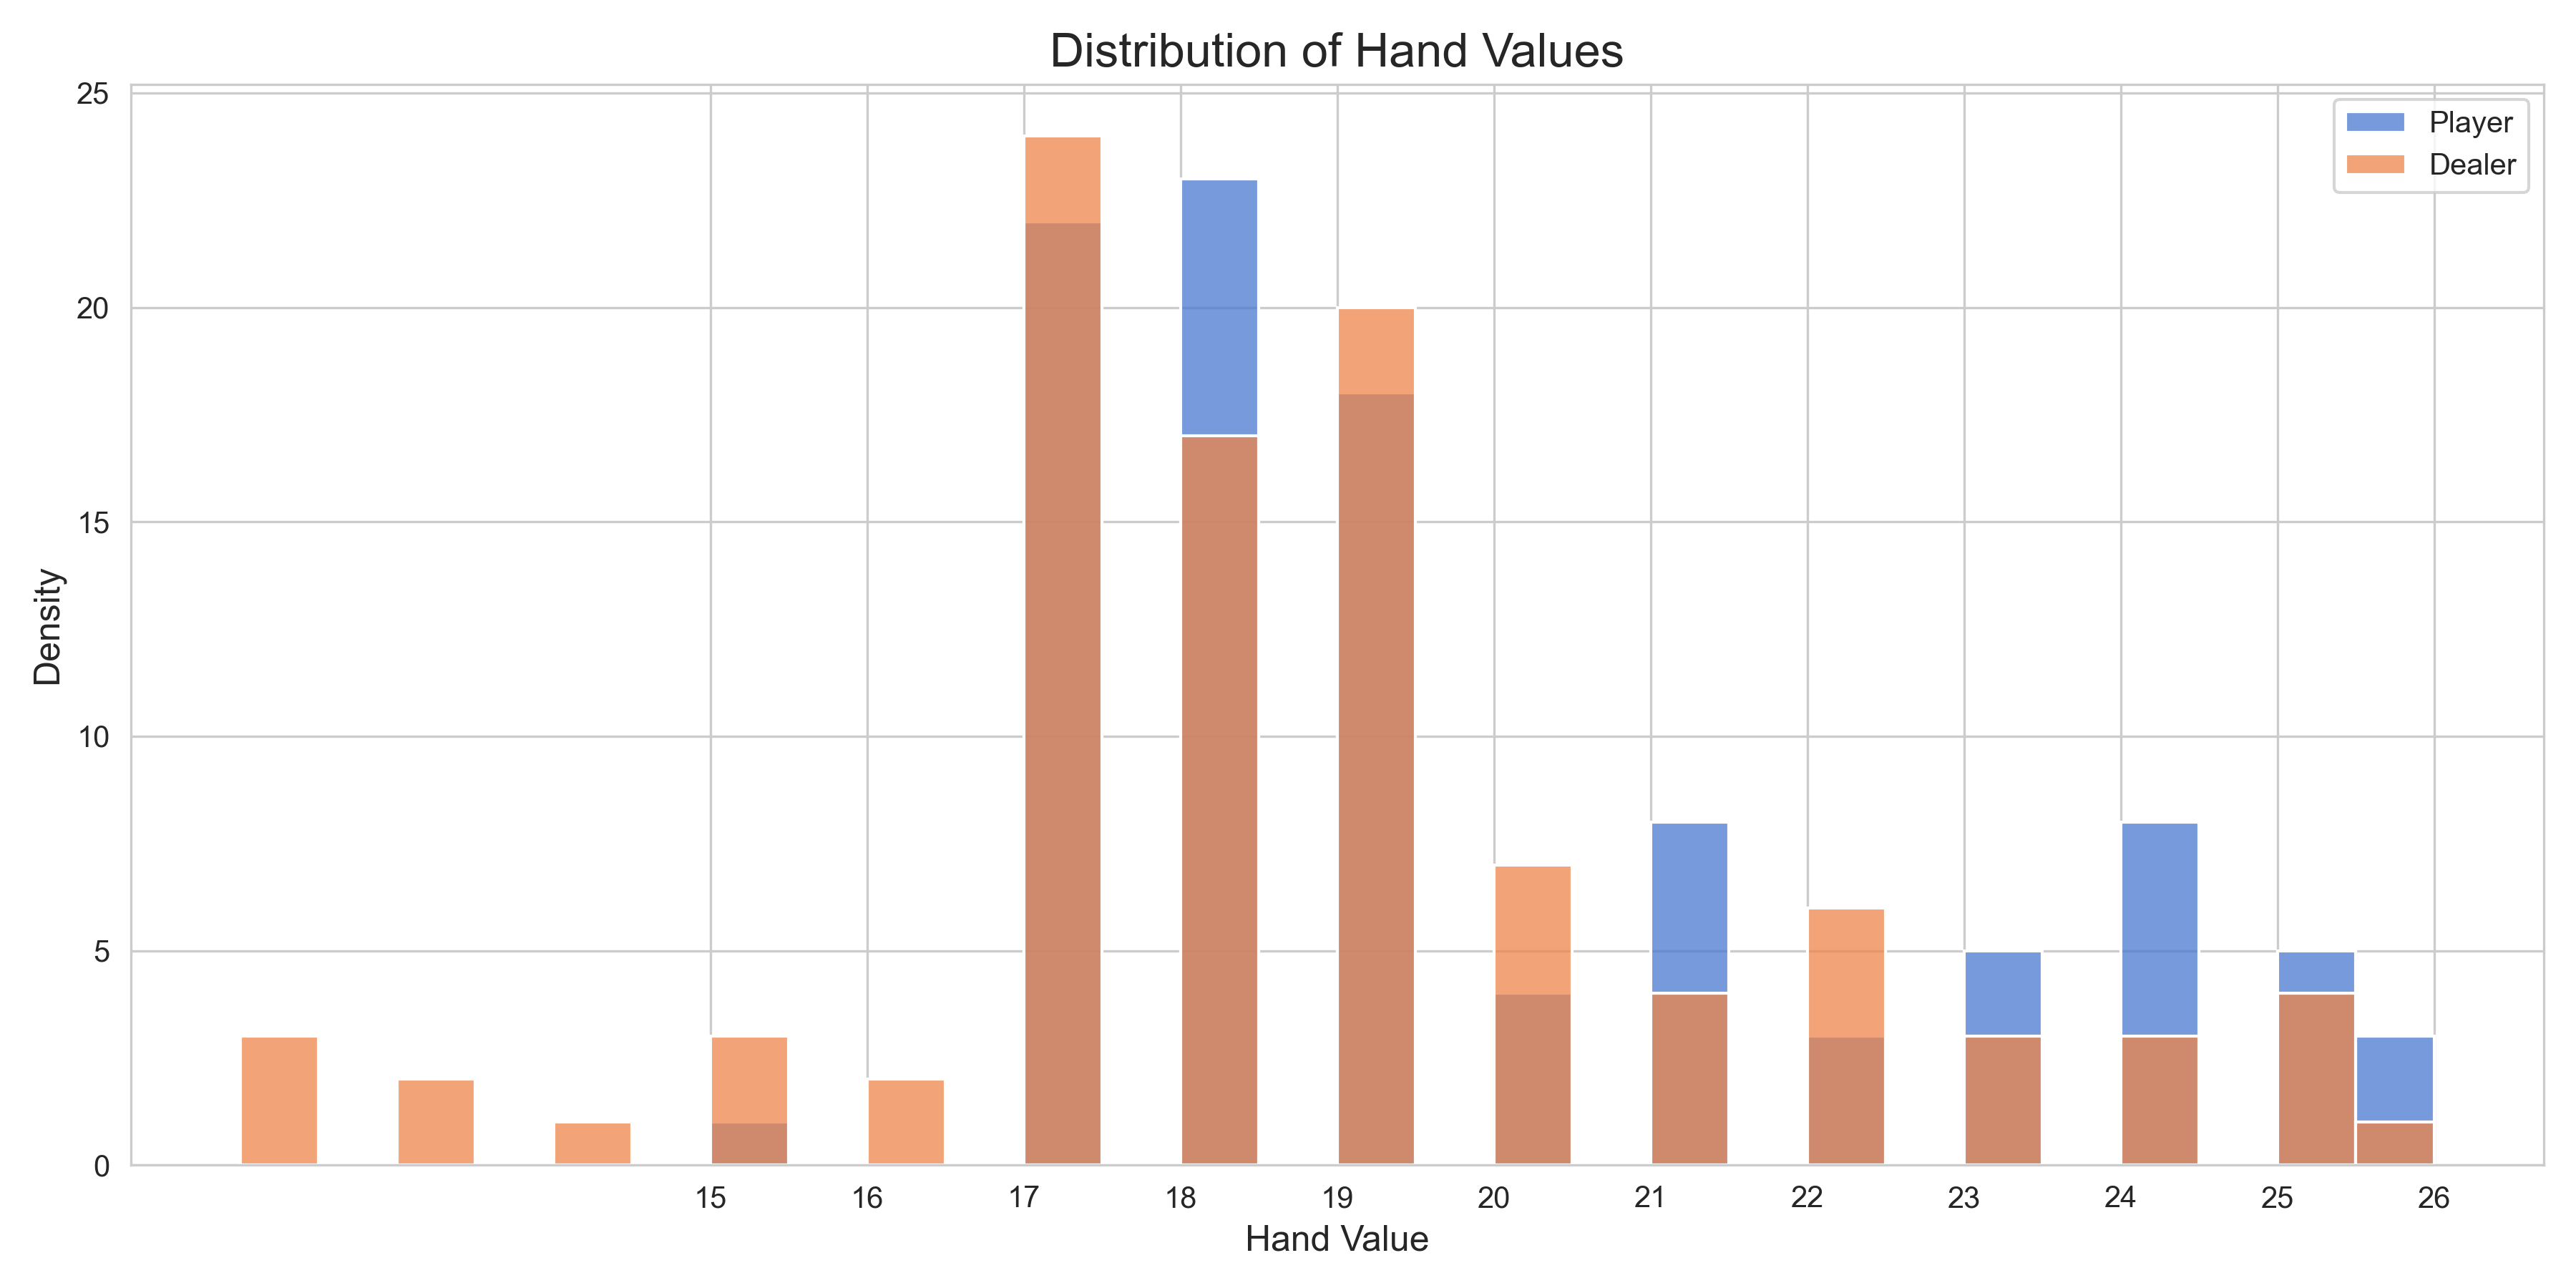 Distribution of Hand Values
25
20
15
10
5
0
Density
Player
Dealer
15 16 17 18 19 20 21 22 23 24 25 26
Hand Value